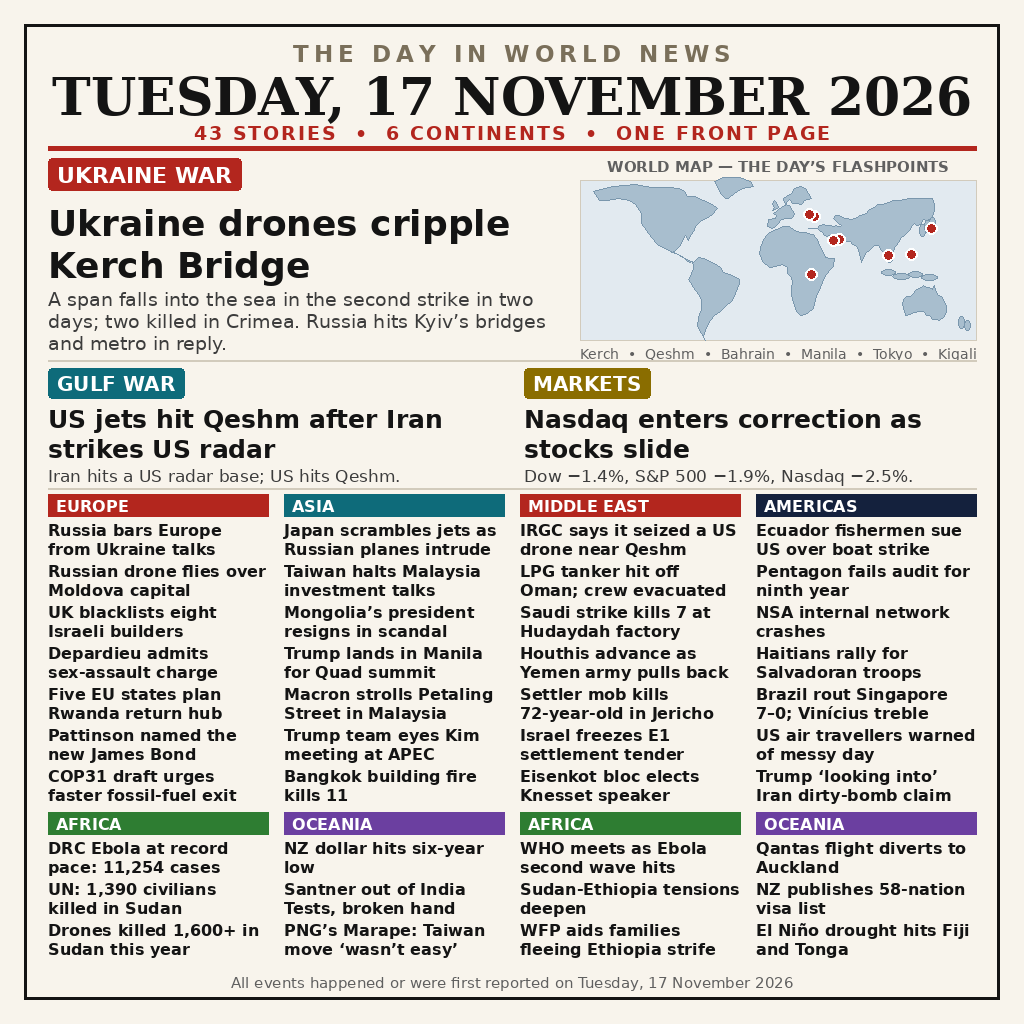 THE DAY IN WORLD NEWS
TUESDAY, 17 NOVEMBER 2026
43 STORIES • 6 CONTINENTS • ONE FRONT PAGE
UKRAINE WAR
Ukraine drones cripple
Kerch Bridge
A span falls into the sea in the second strike in two
days; two killed in Crimea. Russia hits Kyiv’s bridges
and metro in reply.
WORLD MAP — THE DAY’S FLASHPOINTS
Kerch • Qeshm • Bahrain • Manila • Tokyo • Kigali
GULF WAR
US jets hit Qeshm after Iran
strikes US radar
Iran hits a US radar base; US hits Qeshm.
MARKETS
Nasdaq enters correction as
stocks slide
Dow −1.4%, S&P 500 −1.9%, Nasdaq −2.5%.
EUROPE
Russia bars Europe
from Ukraine talks
Russian drone flies over
Moldova capital
UK blacklists eight
Israeli builders
Depardieu admits
sex-assault charge
Five EU states plan
Rwanda return hub
Pattinson named the
new James Bond
COP31 draft urges
faster fossil-fuel exit
ASIA
Japan scrambles jets as
Russian planes intrude
Taiwan halts Malaysia
investment talks
Mongolia’s president
resigns in scandal
Trump lands in Manila
for Quad summit
Macron strolls Petaling
Street in Malaysia
Trump team eyes Kim
meeting at APEC
Bangkok building fire
kills 11
MIDDLE EAST
IRGC says it seized a US
drone near Qeshm
LPG tanker hit off
Oman; crew evacuated
Saudi strike kills 7 at
Hudaydah factory
Houthis advance as
Yemen army pulls back
Settler mob kills
72-year-old in Jericho
Israel freezes E1
settlement tender
Eisenkot bloc elects
Knesset speaker
AMERICAS
Ecuador fishermen sue
US over boat strike
Pentagon fails audit for
ninth year
NSA internal network
crashes
Haitians rally for
Salvadoran troops
Brazil rout Singapore
7–0; Vinícius treble
US air travellers warned
of messy day
Trump ‘looking into’
Iran dirty-bomb claim
AFRICA
DRC Ebola at record
pace: 11,254 cases
UN: 1,390 civilians
killed in Sudan
Drones killed 1,600+ in
Sudan this year
OCEANIA
NZ dollar hits six-year
low
Santner out of India
Tests, broken hand
PNG’s Marape: Taiwan
move ‘wasn’t easy’
AFRICA
WHO meets as Ebola
second wave hits
Sudan-Ethiopia tensions
deepen
WFP aids families
fleeing Ethiopia strife
OCEANIA
Qantas flight diverts to
Auckland
NZ publishes 58-nation
visa list
El Niño drought hits Fiji
and Tonga
All events happened or were first reported on Tuesday, 17 November 2026